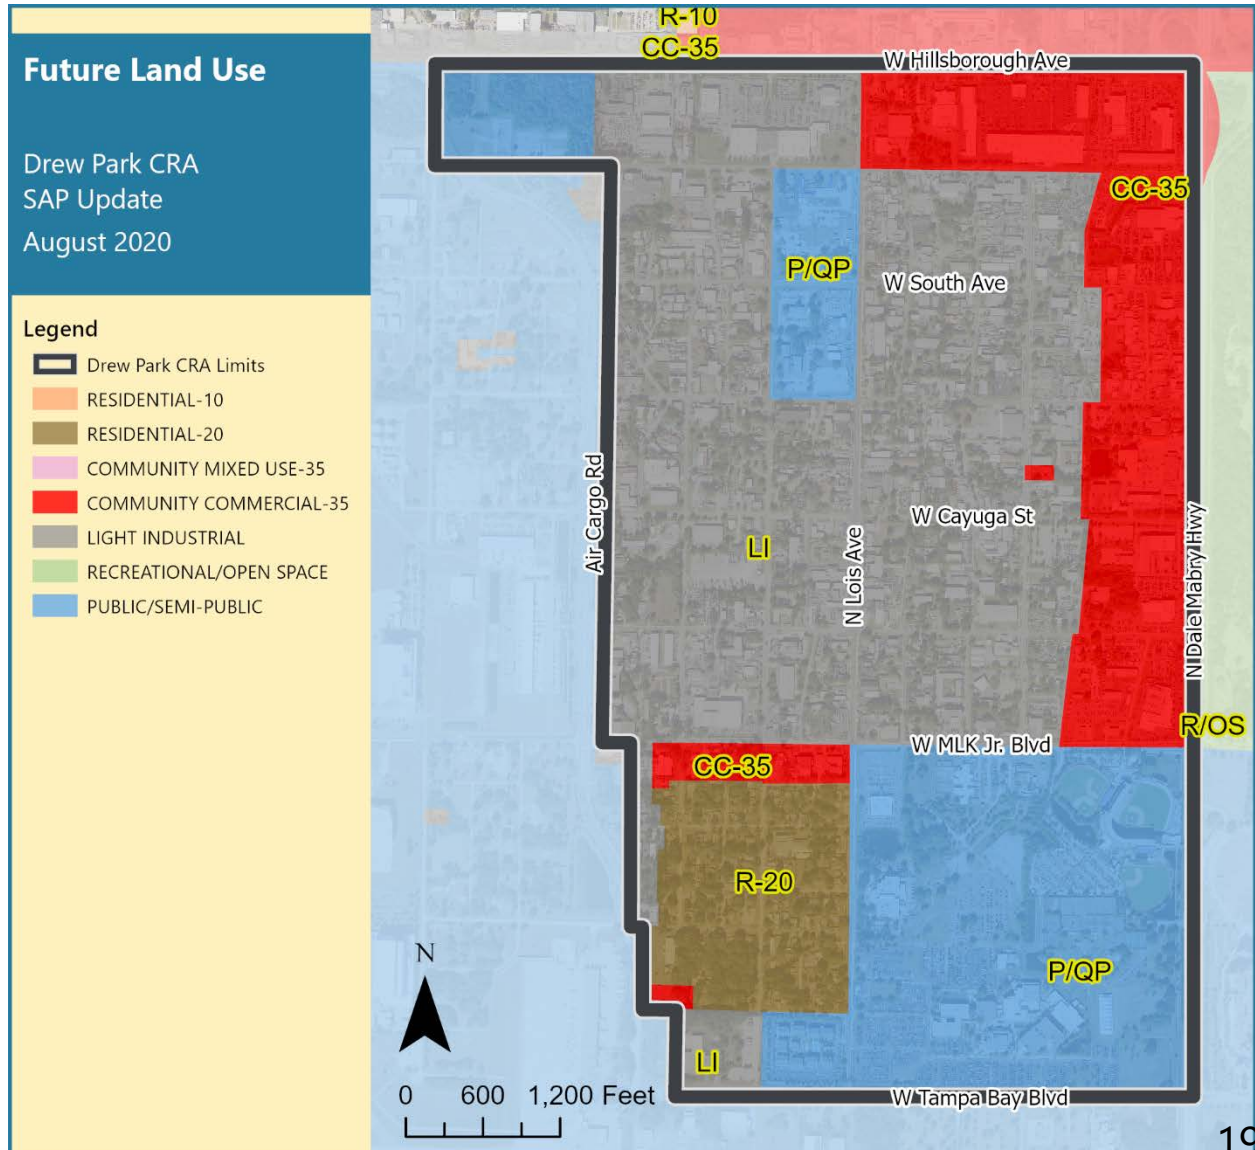 Future Land Use
Drew Park CRA
SAP Update
August 2020
Legend
Drew Park CRA Limits
RESIDENTIAL-10
RESIDENTIAL-20
COMMUNITY MIXED USE-35
COMMUNITY COMMERCIAL-35
LIGHT INDUSTRIAL
RECREATIONAL/OPEN SPACE
PUBLIC/SEMI-PUBLIC
R-10
CC-35
W Hillsborough Ave
CC-35
P/QP
W South Ave
Air Cargo Rd
W Cayuga St
LI
N Lois Ave
N Dale Mabry Hwy
R/OS
W MLK Jr. Blvd
CC-35
R-20
P/QP
N
LI
0 600 1,200 Feet
W Tampa Bay Blvd